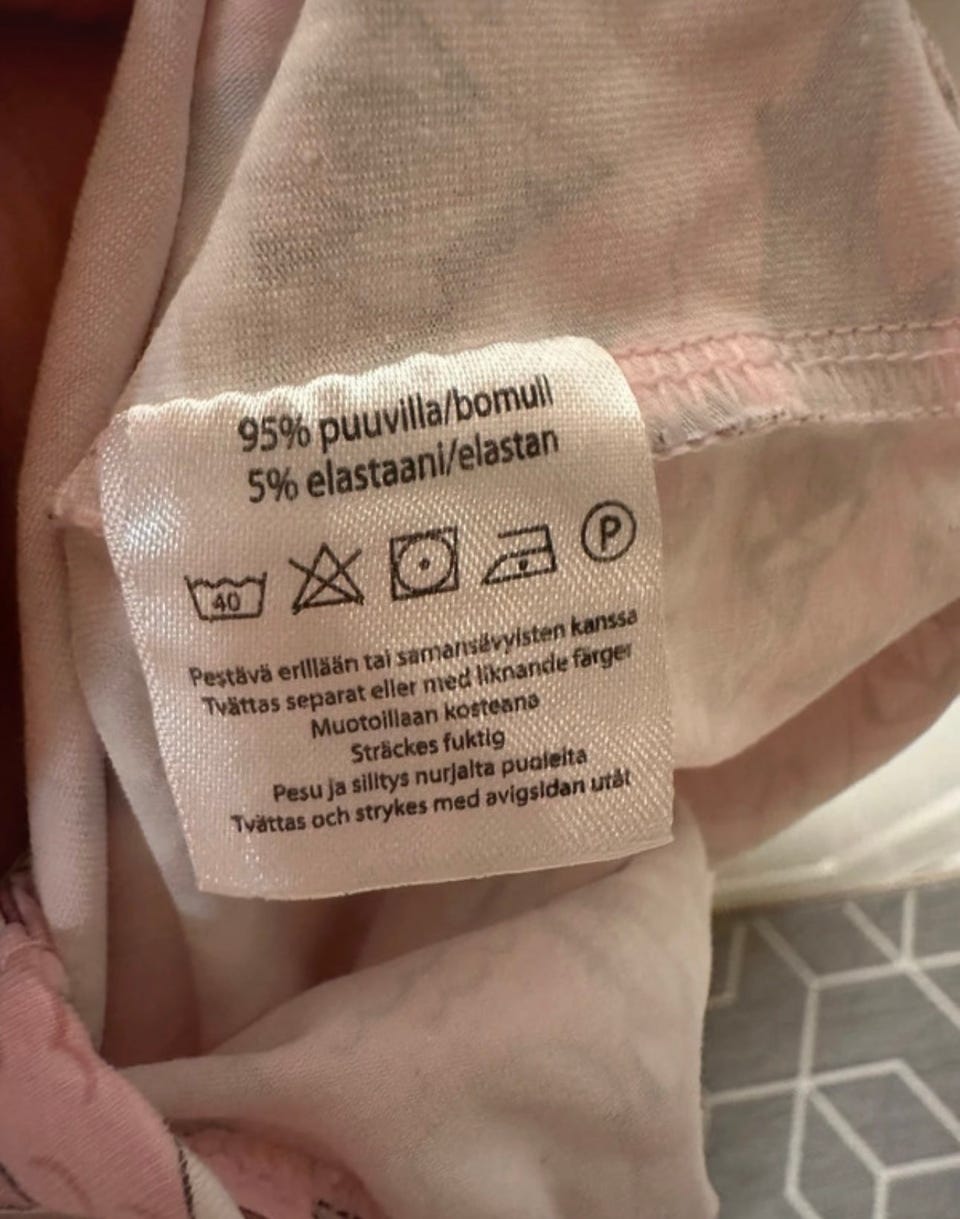 95% puuvilla/bomull
5% elastaani/elastan
40 P
Pestävä erillään tai samansävyisten kanssa
Tvättas separat eller med liknande färger
Muotoillaan kosteana
Sträckes fuktig
Pesu ja silitys nurjalta puolelta
Tvättas och strykes med avigsidan utåt